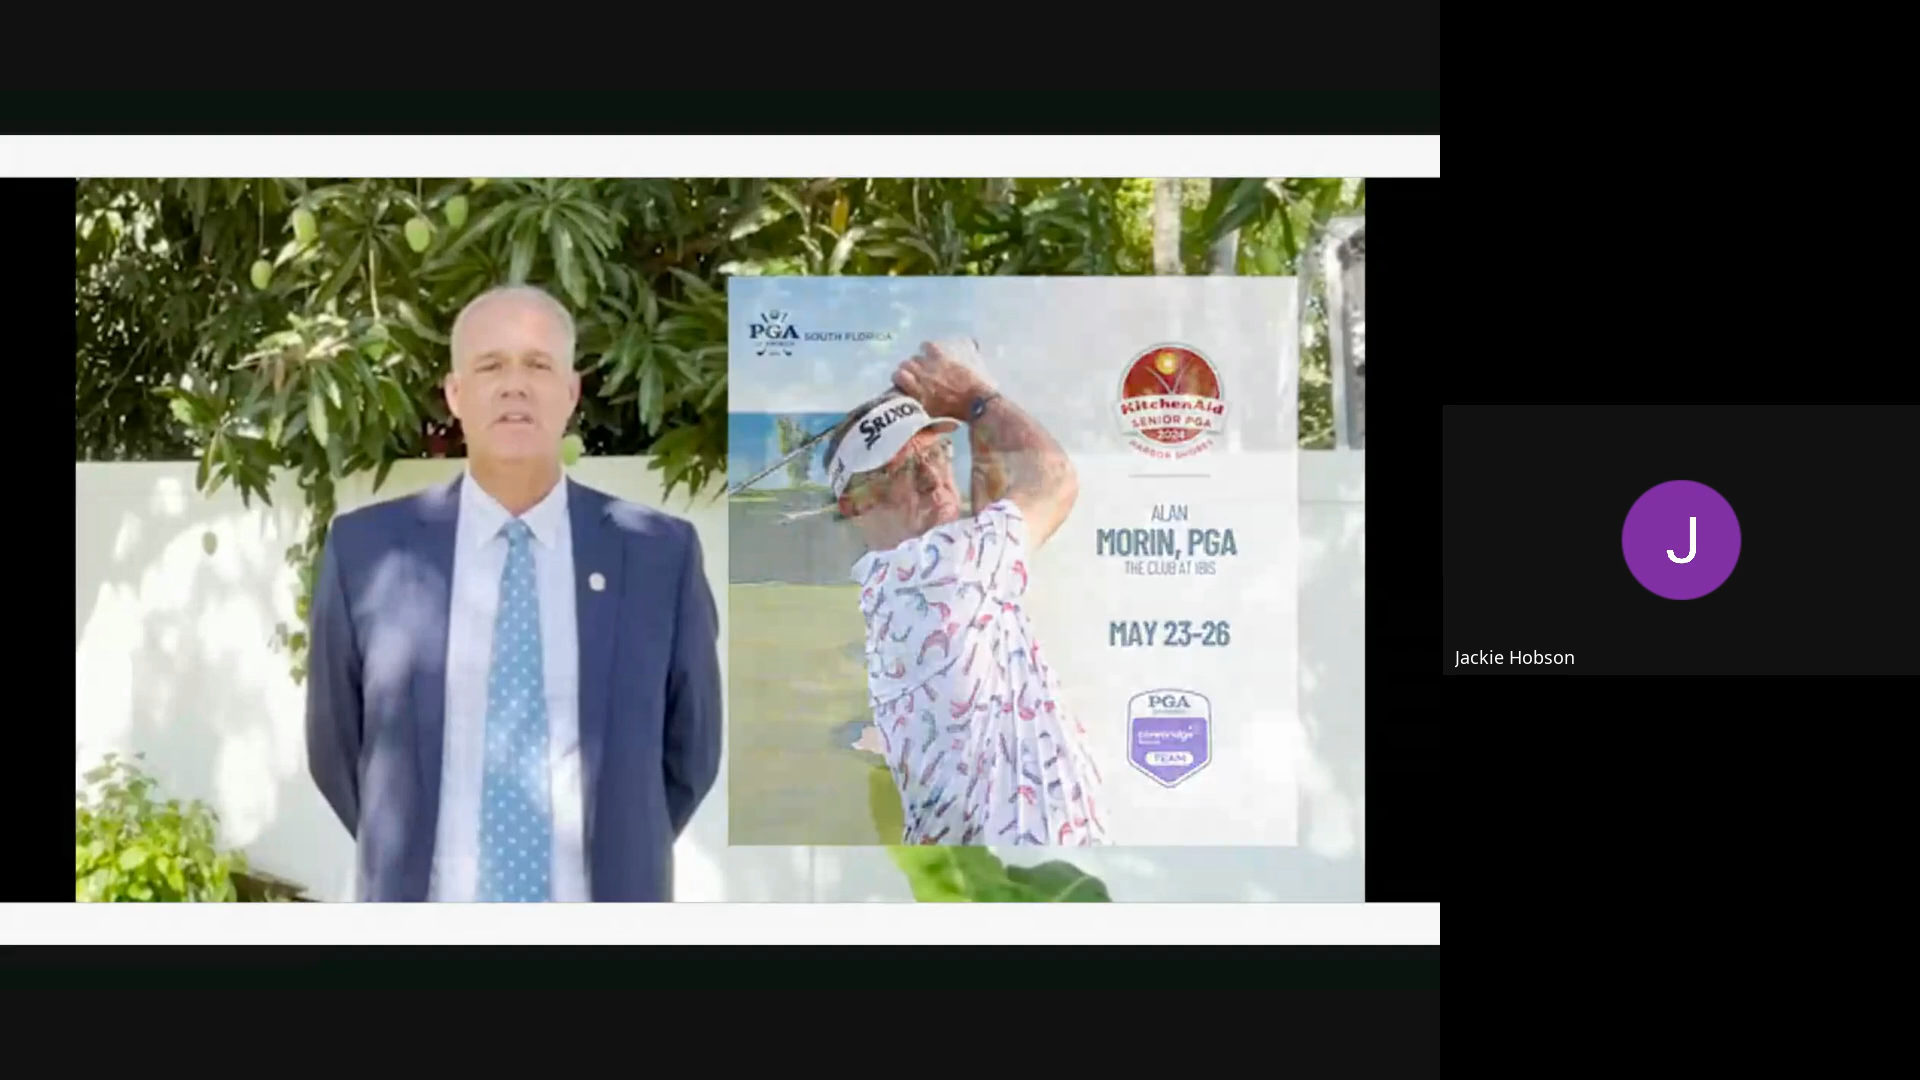 PGA
SOUTH FLORIDA
SRIXON
KitchenAid
SENIOR PGA
2024
HARBOR SHORES
ALAN
MORIN, PGA
THE CLUB AT IBIS
MAY 23-26
PGA
corebridge
TEAM
Jackie Hobson
J